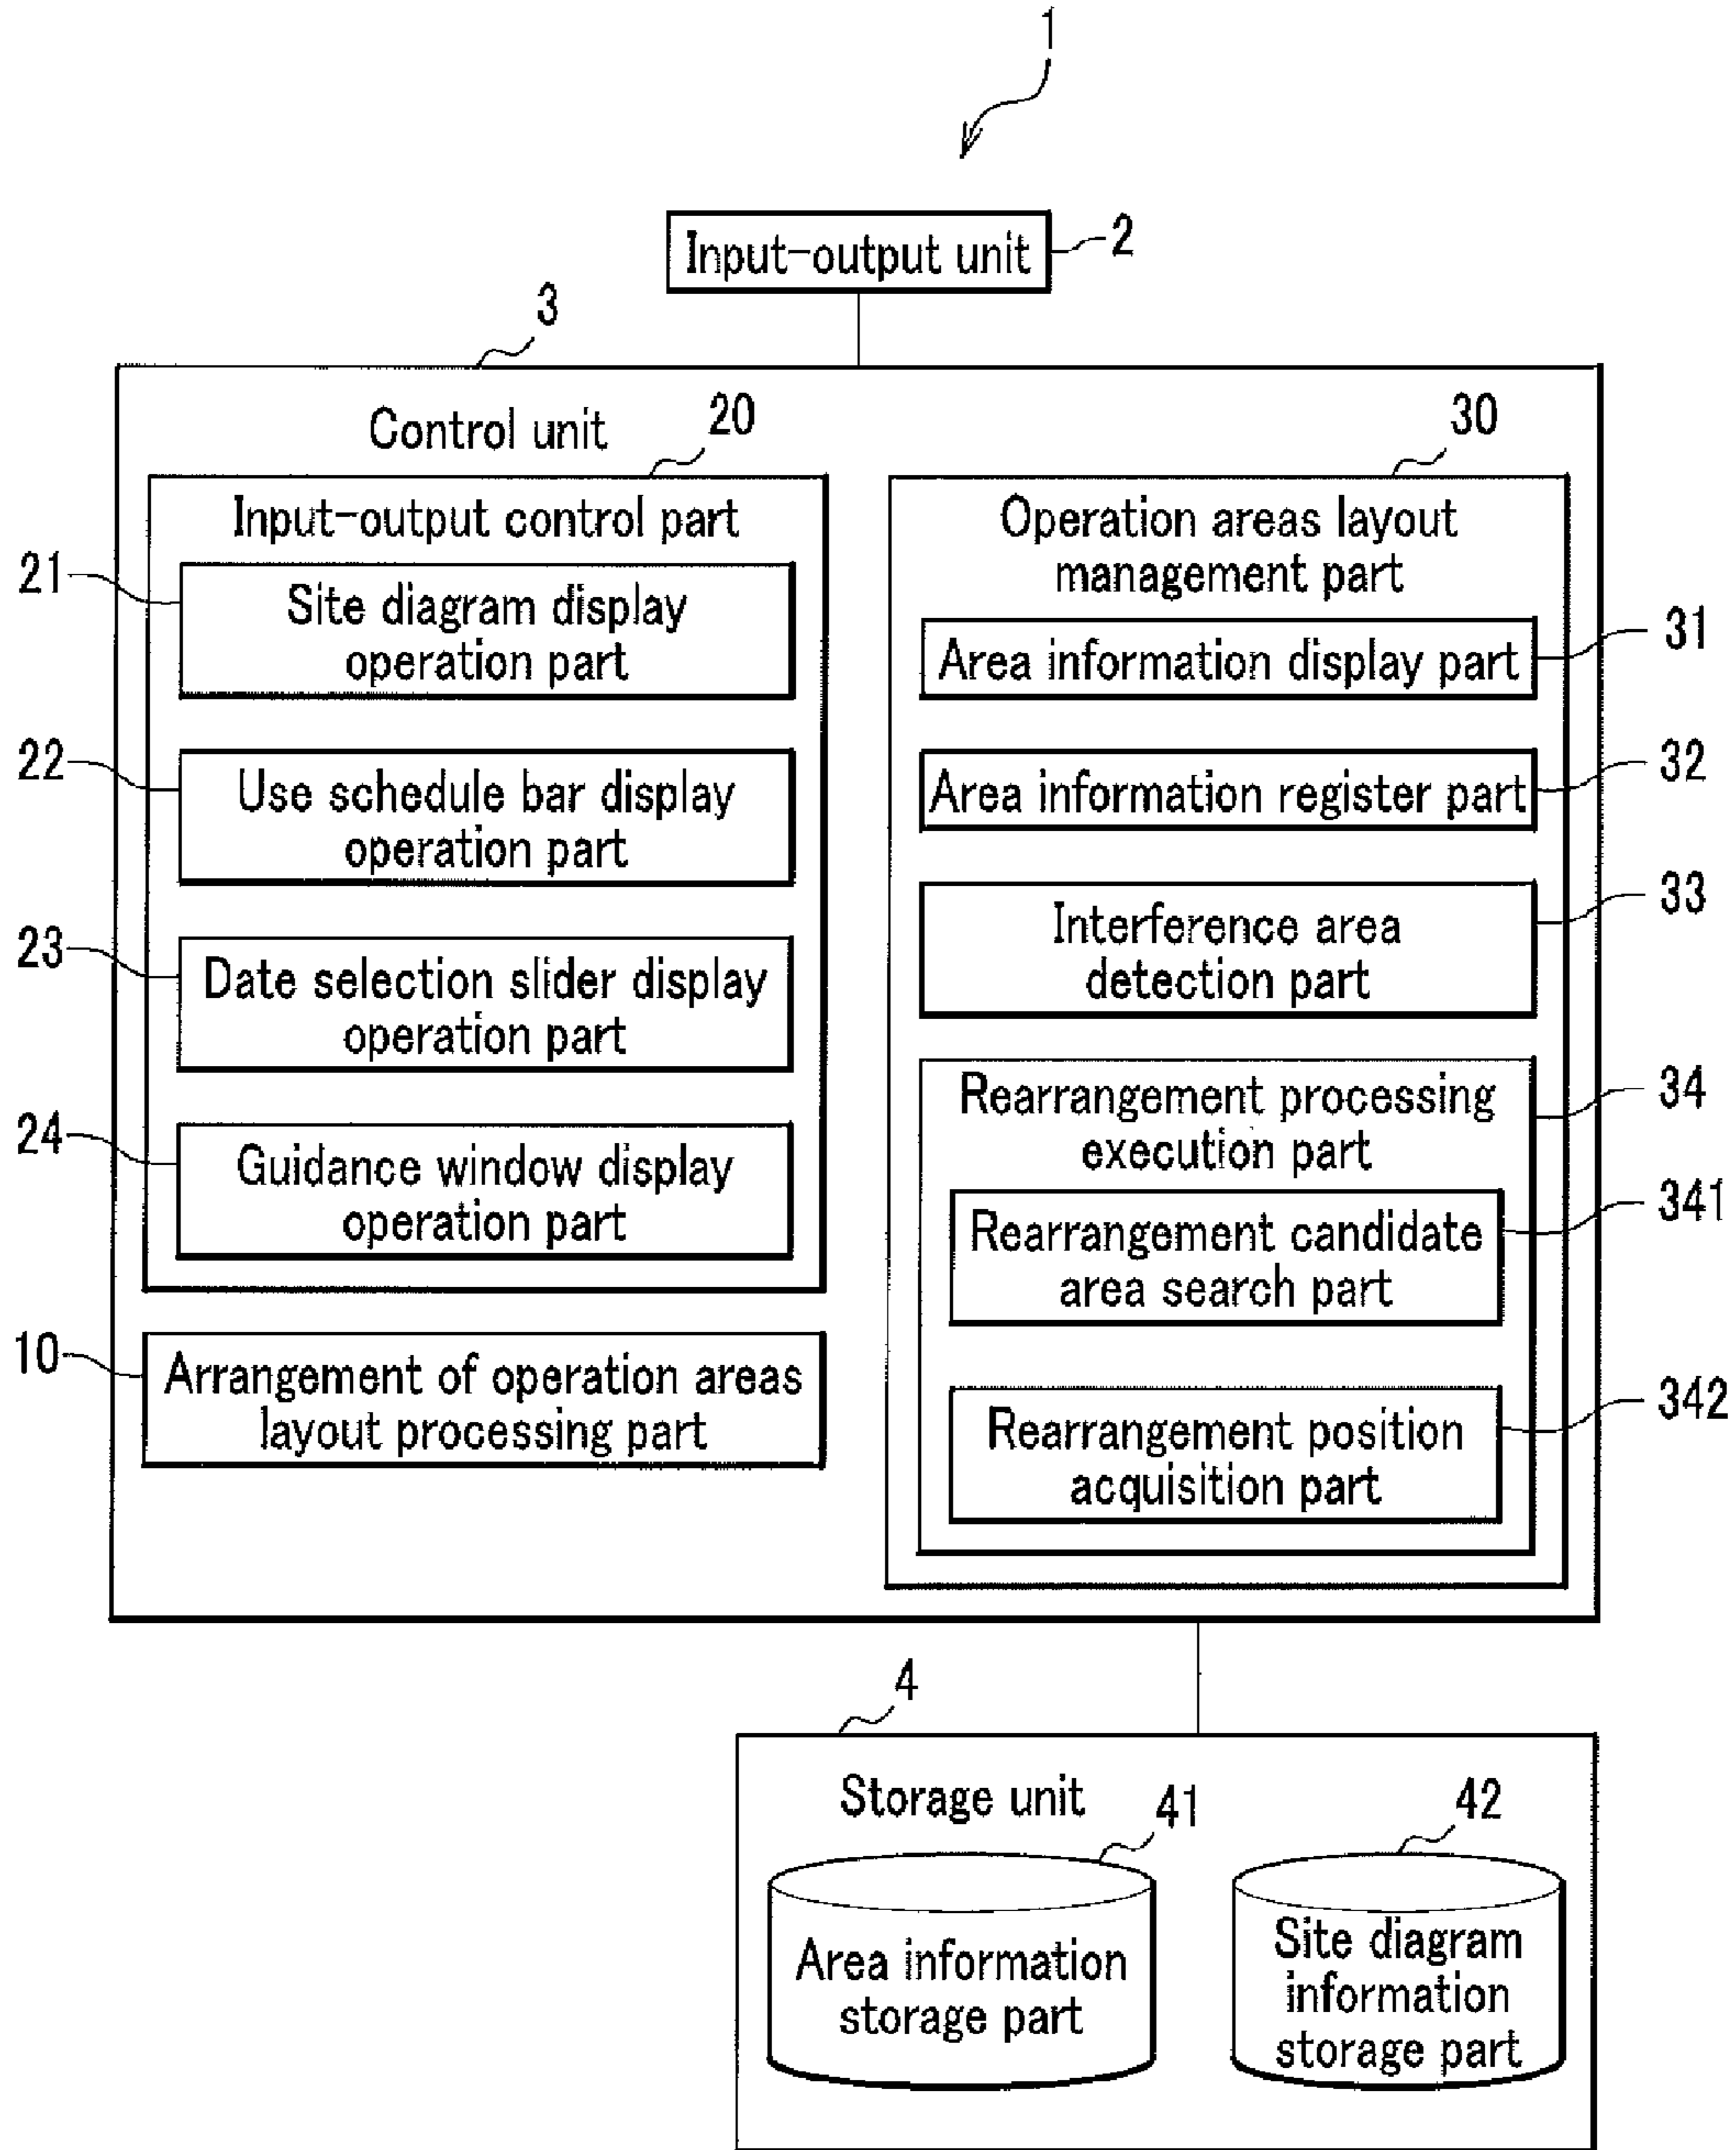 1
Input-output unit
2
3
Control unit
20
Input-output control part
21
Site diagram display
operation part
22
Use schedule bar display
operation part
23
Date selection slider display
operation part
24
Guidance window display
operation part
10
Arrangement of operation areas
layout processing part
30
Operation areas layout
management part
31
Area information display part
32
Area information register part
33
Interference area
detection part
34
Rearrangement processing
execution part
341
Rearrangement candidate
area search part
342
Rearrangement position
acquisition part
4
Storage unit
41
Area information
storage part
42
Site diagram
information
storage part